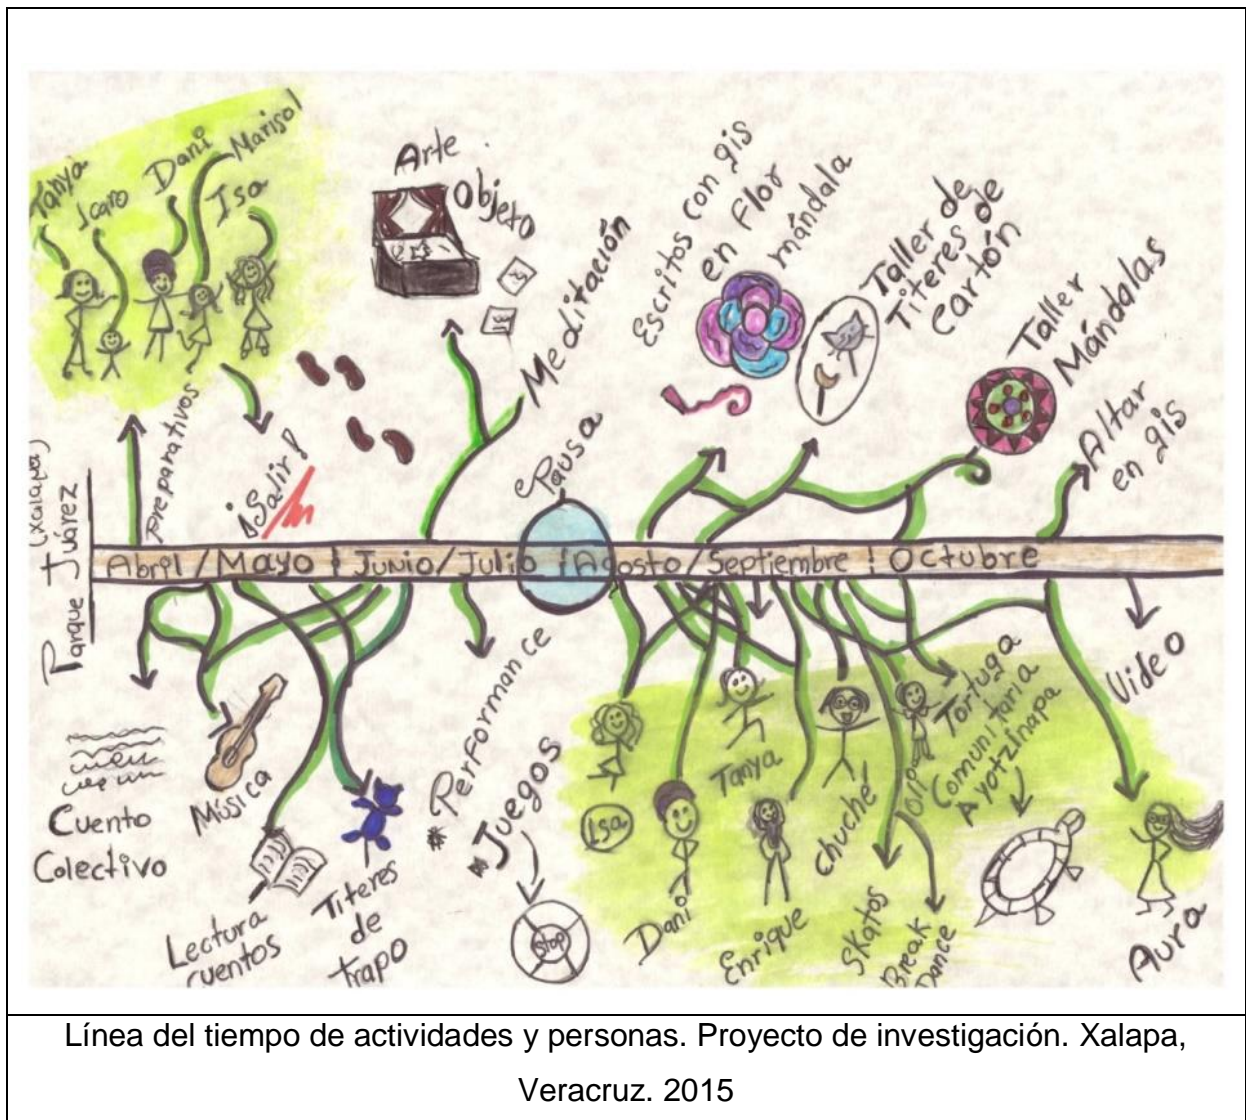 Tanya
Icaro
Dani
Marisol
Isa
Arte
Objeto
Meditación
Escritos con gis
en Flor
mándala
Taller de
Titeres de
Cartón
Taller
Mándalas
Altar
en gis
preparativos
¡Salir!
Pausa
Parque Juárez
(Xalapa)
Abril / Mayo ¦ Junio / Julio ¦ Agosto / Septiembre ¦ Octubre
Cuento
Colectivo
Música
Lectura
cuentos
Titeres
de
trapo
* Performance
* Juegos
Stop
Isa
Dani
Tanya
Enrique
Chuché
Skatos
Break
Dance
Tortuga
Comunitaria
Ayotzinapa
Video
Aura
Línea del tiempo de actividades y personas. Proyecto de investigación. Xalapa,
Veracruz. 2015